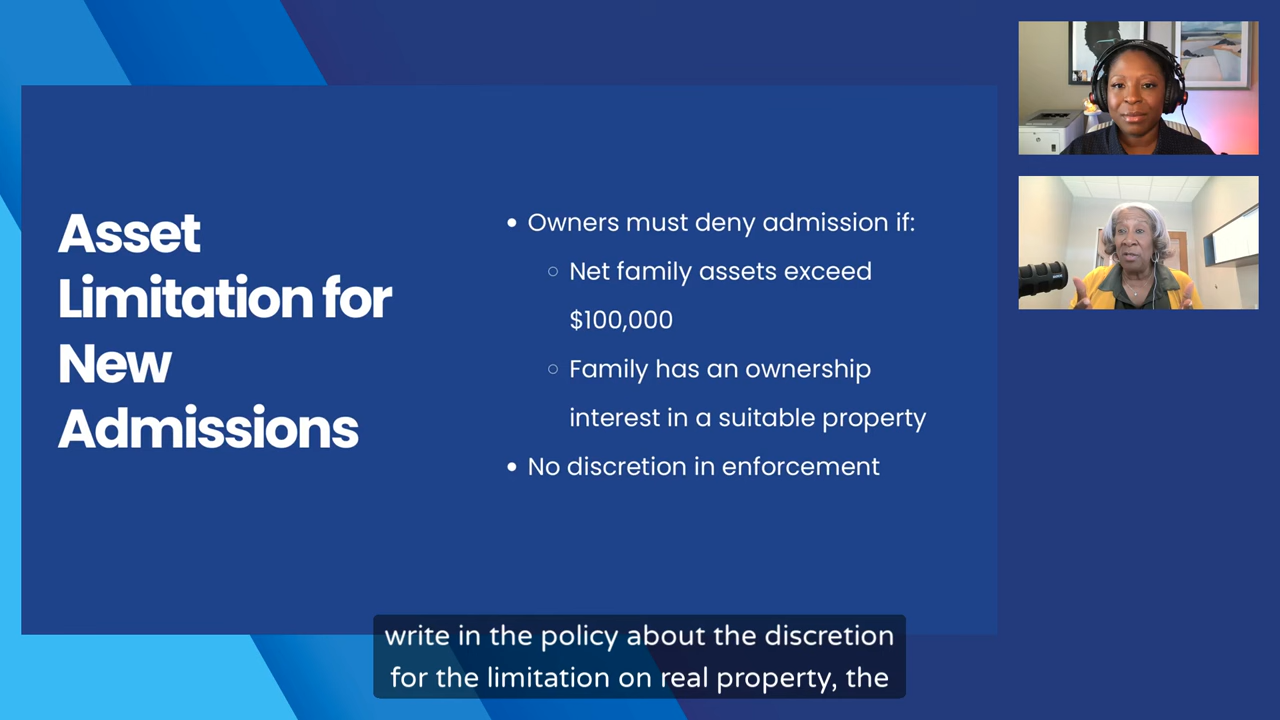 Asset
Limitation for
New
Admissions
• Owners must deny admission if:
○ Net family assets exceed
$100,000
○ Family has an ownership
interest in a suitable property
• No discretion in enforcement
write in the policy about the discretion
for the limitation on real property, the